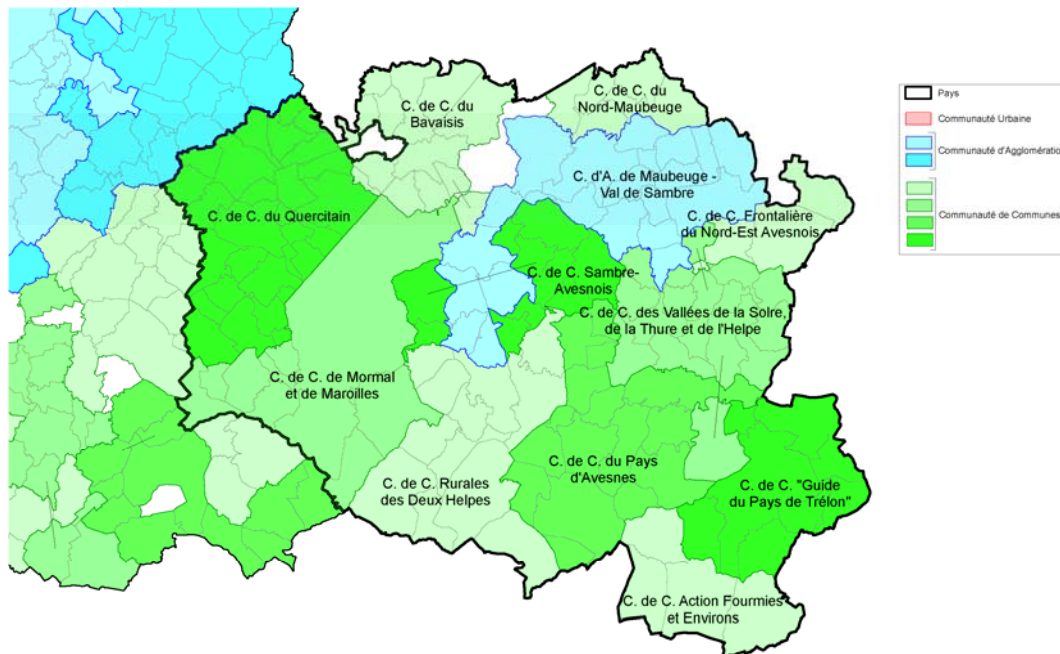 C. de C. du
Bavaisis
C. de C. du
Nord-Maubeuge
C. d'A. de Maubeuge -
Val de Sambre
C. de C. du Quercitain
C. de C. Frontalière
du Nord-Est Avesnois
C. de C. Sambre-
Avesnois
C. de C. des Vallées de la Solre,
de la Thure et de l'Helpe
C. de C. de Mormal
et de Maroilles
C. de C. Rurales
des Deux Helpes
C. de C. du Pays
d'Avesnes
C. de C. "Guide
du Pays de Trélon"
C. de C. Action Fourmies
et Environs
Pays
Communauté Urbaine
Communauté d'Agglomératio
Communauté de Communes